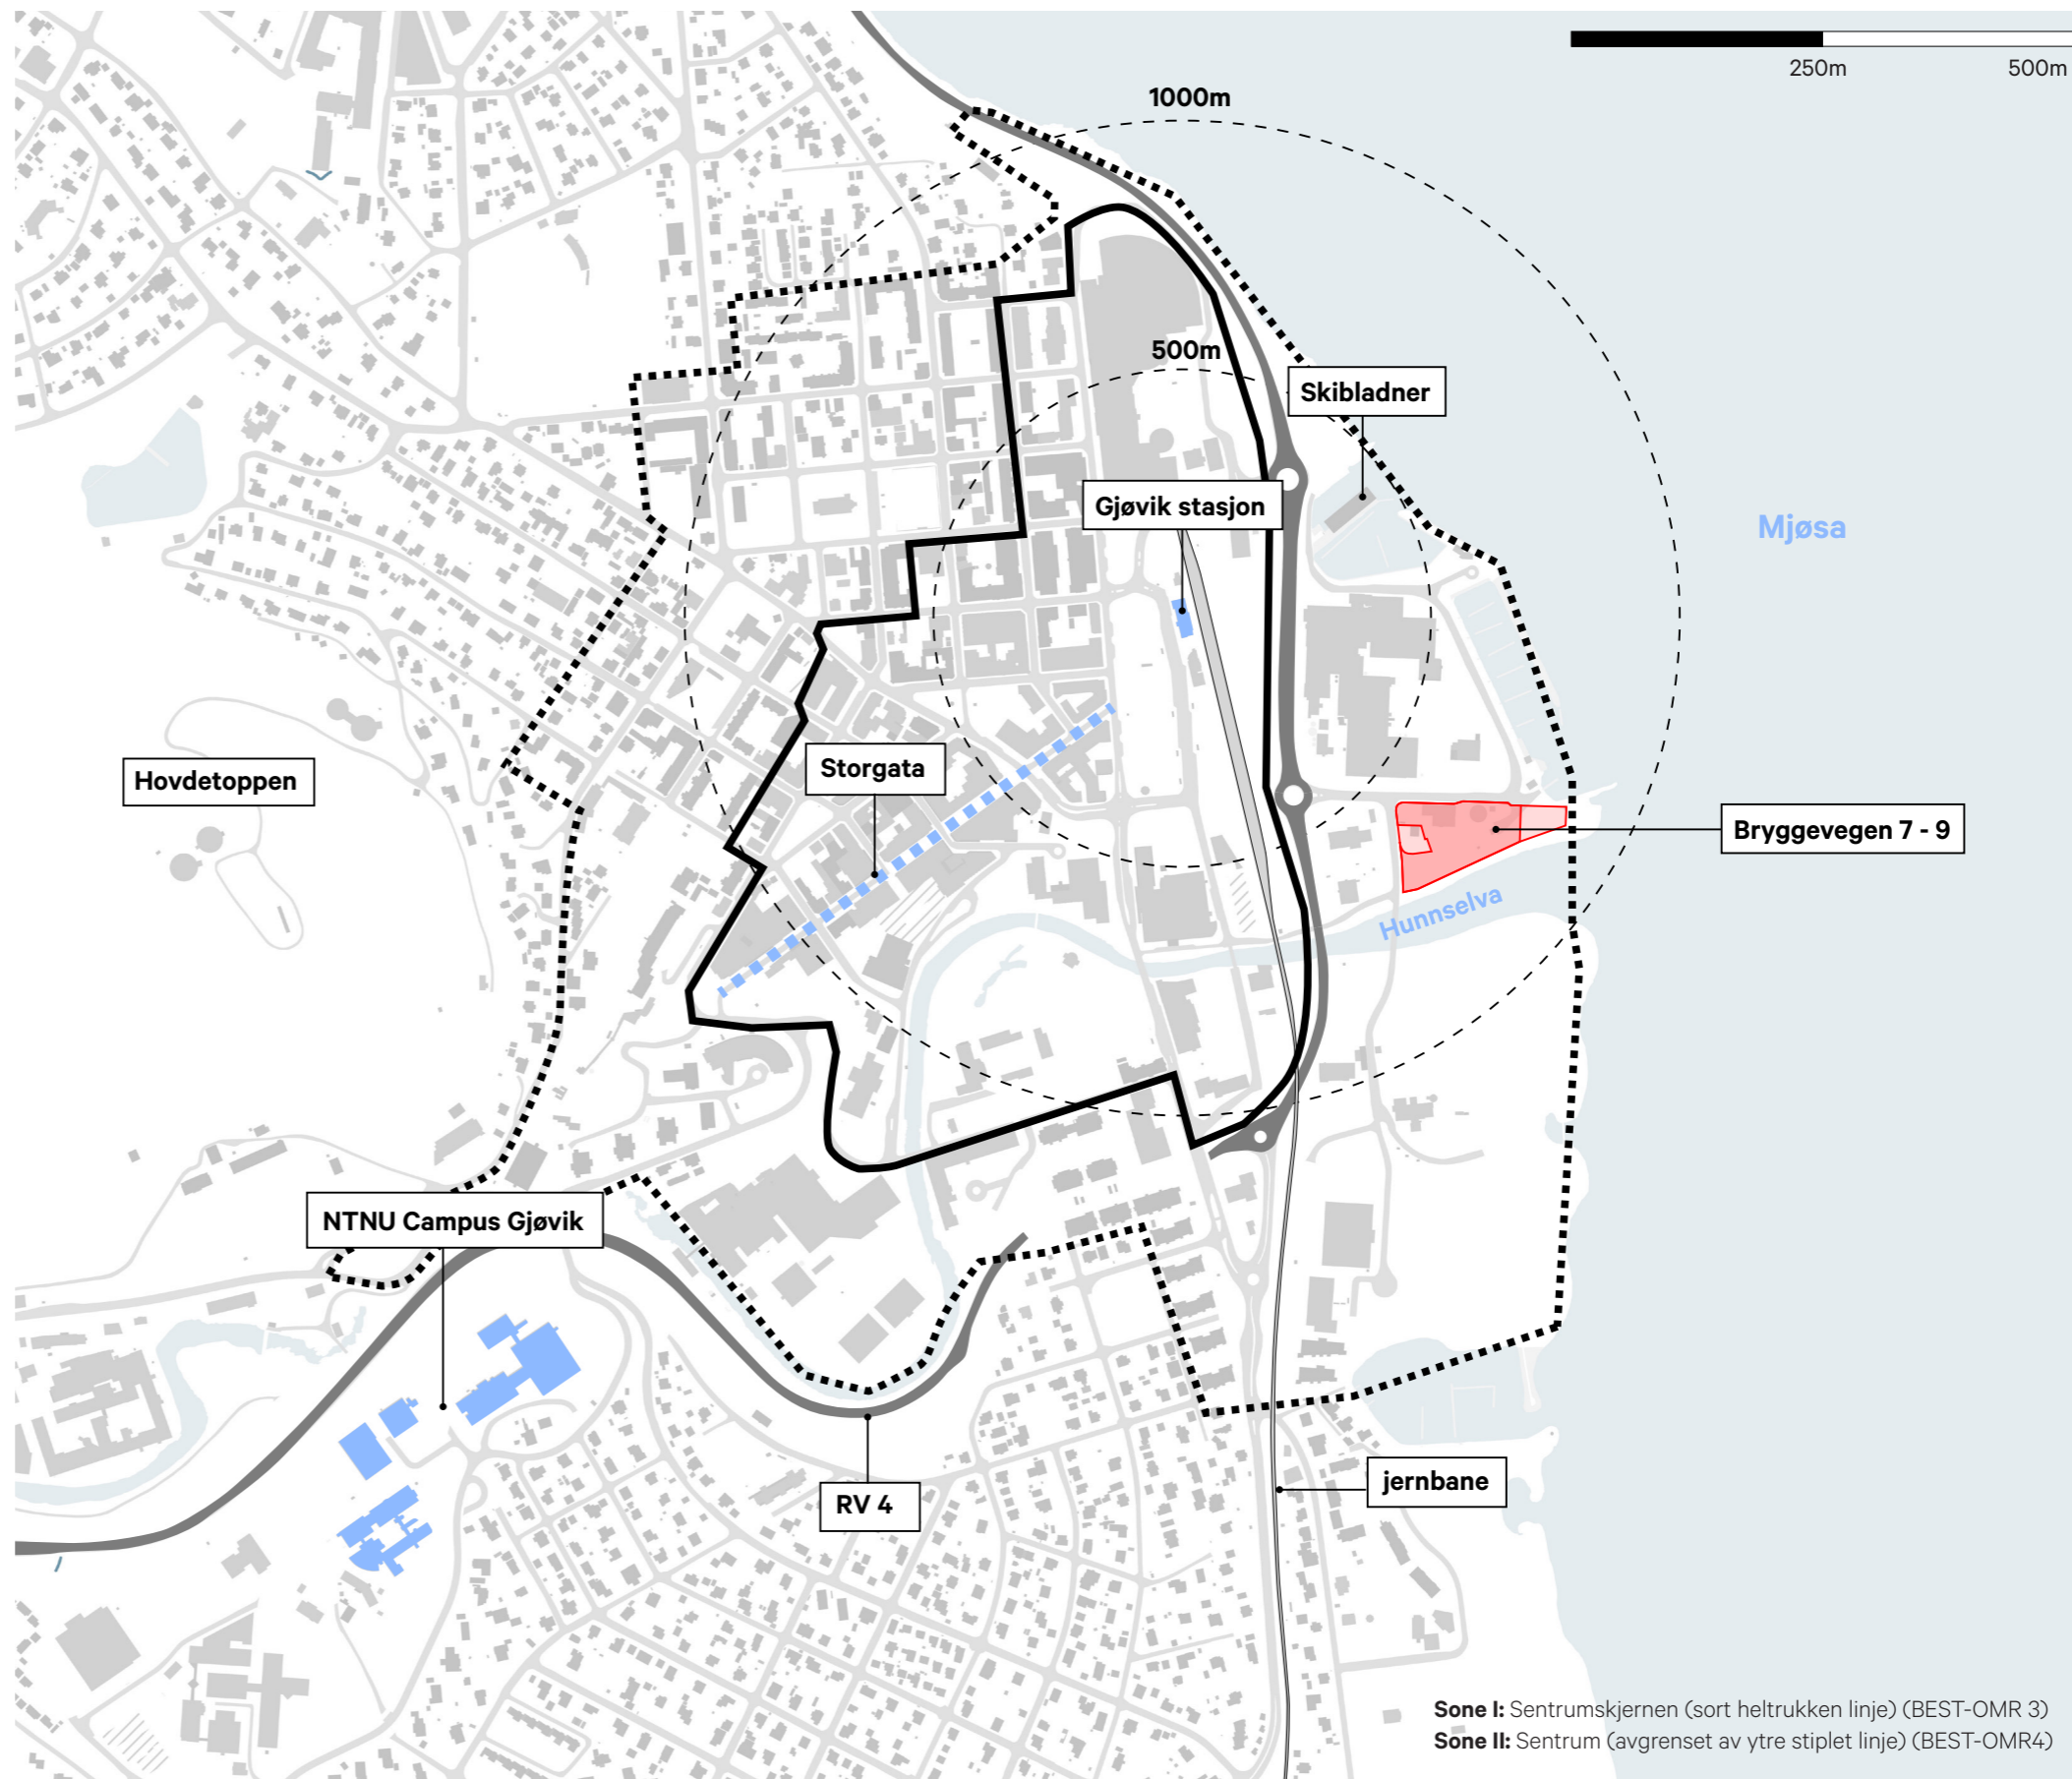 250m
500m
1000m
500m
Skibladner
Gjøvik stasjon
Mjøsa
Storgata
Hovdetoppen
Bryggevegen 7 - 9
Hunnselva
NTNU Campus Gjøvik
jernbane
RV 4
Sone I: Sentrumskjernen (sort heltrukken linje) (BEST-OMR 3)
Sone II: Sentrum (avgrenset av ytre stiplet linje) (BEST-OMR4)